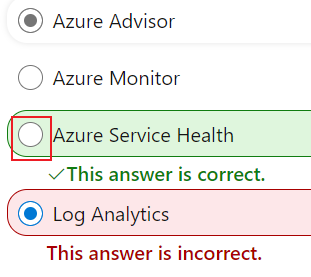 Azure Advisor
Azure Monitor
Azure Service Health
This answer is correct.
Log Analytics
This answer is incorrect.